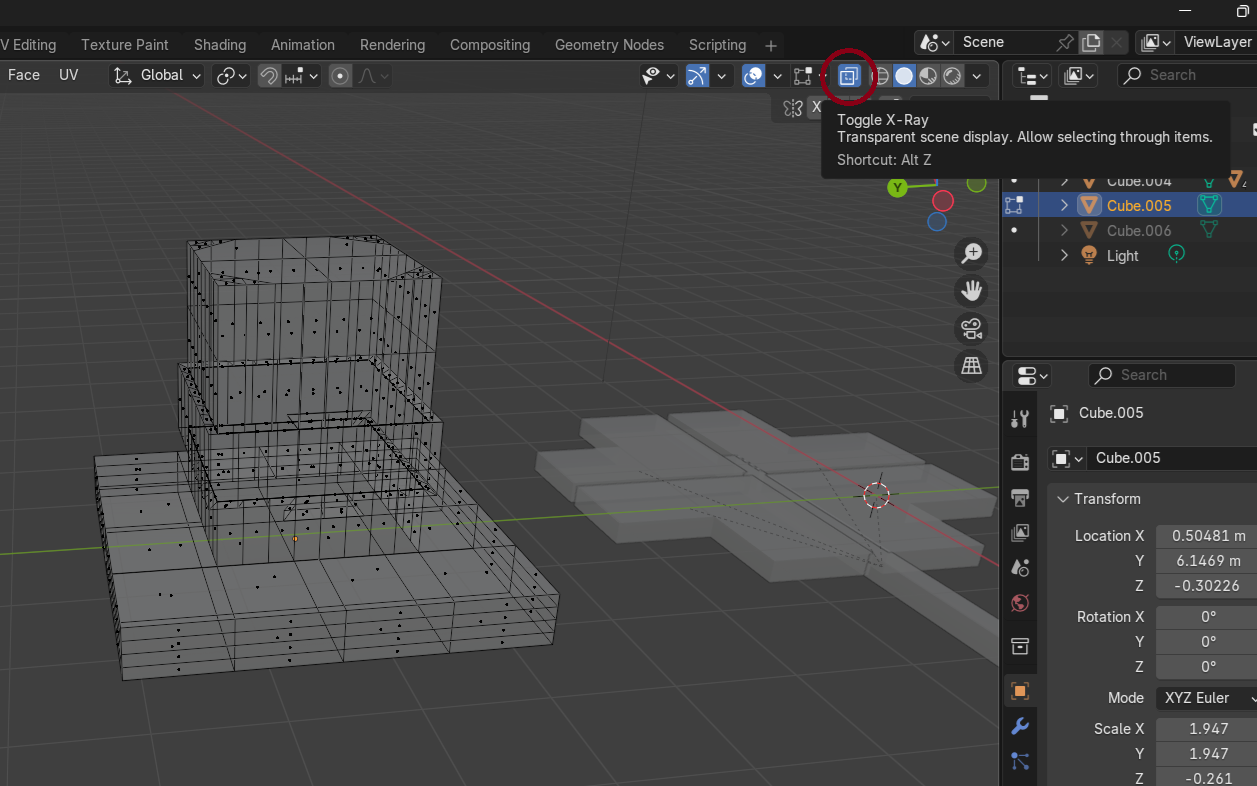 V Editing Texture Paint Shading Animation Rendering Compositing Geometry Nodes Scripting + Scene ViewLayer
Face UV Global Search
X
Toggle X-Ray
Transparent scene display. Allow selecting through items.
Shortcut: Alt Z
Cube.004
Y
Cube.005
Cube.006
Light
Search
Cube.005
Cube.005
Transform
Location X 0.50481 m
Y 6.1469 m
Z -0.30226
Rotation X 0°
Y 0°
Z 0°
Mode XYZ Euler
Scale X 1.947
Y 1.947
Z -0.261